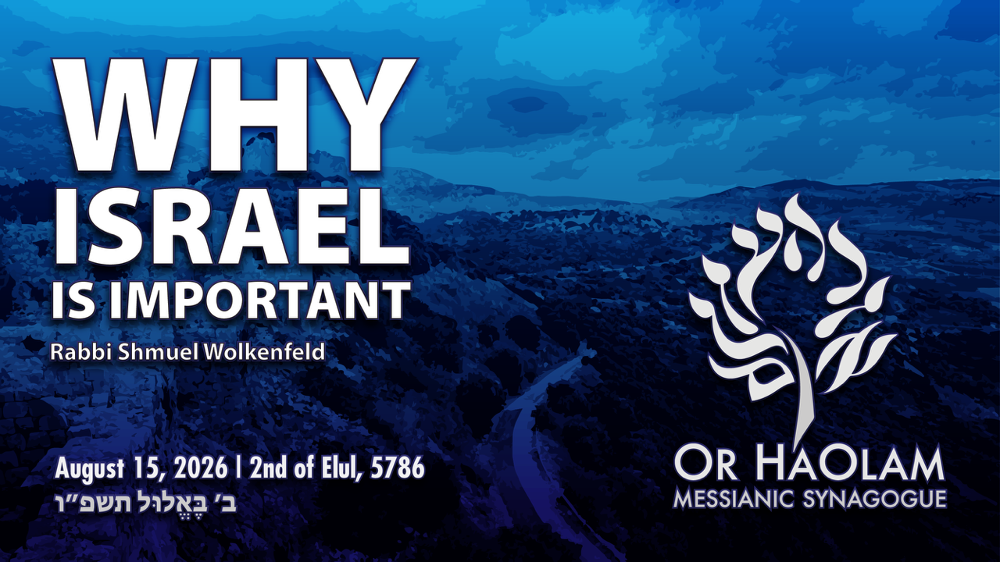 WHY
ISRAEL
IS IMPORTANT
Rabbi Shmuel Wolkenfeld
August 15, 2026 | 2nd of Elul, 5786
ב׳ בֶּאֱלוּל תשפ״ו
OR HAOLAM
MESSIANIC SYNAGOGUE